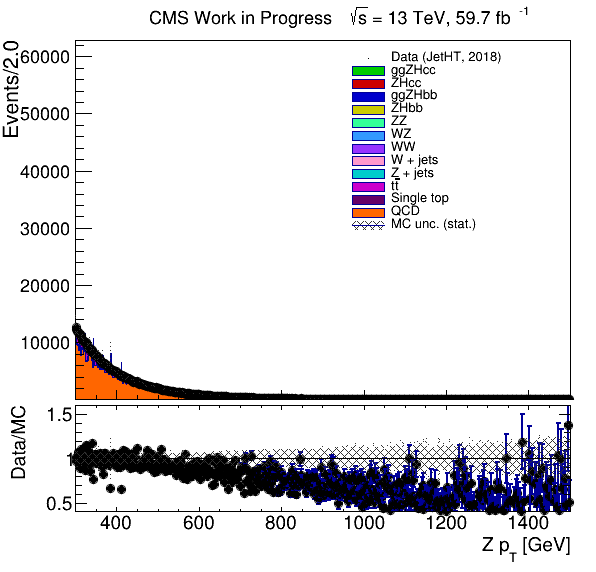 CMS Work in Progress √s = 13 TeV, 59.7 fb⁻¹
Events/2.0
60000
50000
40000
30000
20000
10000
Data (JetHT, 2018)
ggZHcc
ZHcc
ggZHbb
ZHbb
ZZ
WZ
WW
W + jets
Z + jets
tt̅
Single top
QCD
MC unc. (stat.)
Data/MC
1.5
1
0.5
400 600 800 1000 1200 1400
Z p_T [GeV]